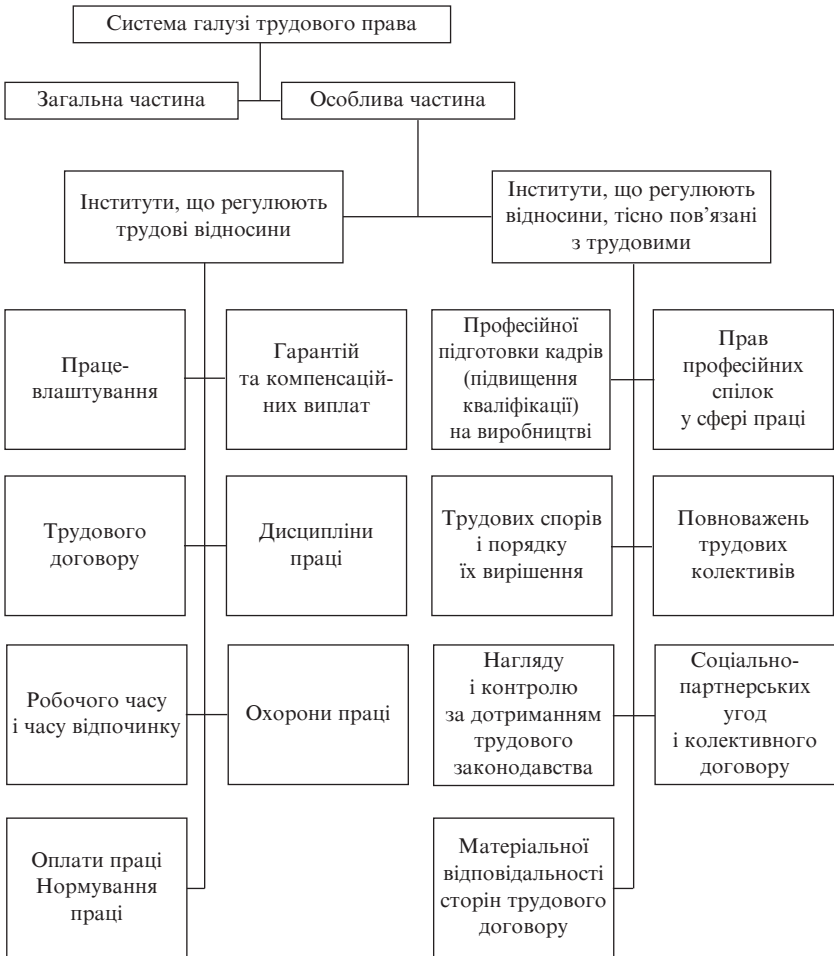 Система галузі трудового права
Загальна частина
Особлива частина
Інститути, що регулюють
трудові відносини
Інститути, що регулюють
відносини, тісно пов’язані
з трудовими
Праце-
влаштування
Гарантій
та компенсацій-
них виплат
Професійної
підготовки кадрів
(підвищення
кваліфікації)
на виробництві
Прав
професійних
спілок
у сфері праці
Трудового
договору
Дисципліни
праці
Трудових спорів
і порядку
їх вирішення
Повноважень
трудових
колективів
Робочого часу
і часу відпочинку
Охорони праці
Нагляду
і контролю
за дотриманням
трудового
законодавства
Соціально-
партнерських
угод
і колективного
договору
Оплати праці
Нормування
праці
Матеріальної
відповідальності
сторін трудового
договору